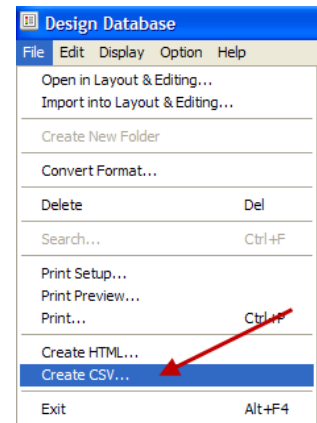 Design Database
File Edit Display Option Help
Open in Layout & Editing...
Import into Layout & Editing...
Create New Folder
Convert Format...
Delete Del
Search... Ctrl+F
Print Setup...
Print Preview...
Print... Ctrl+P
Create HTML...
Create CSV...
Exit Alt+F4